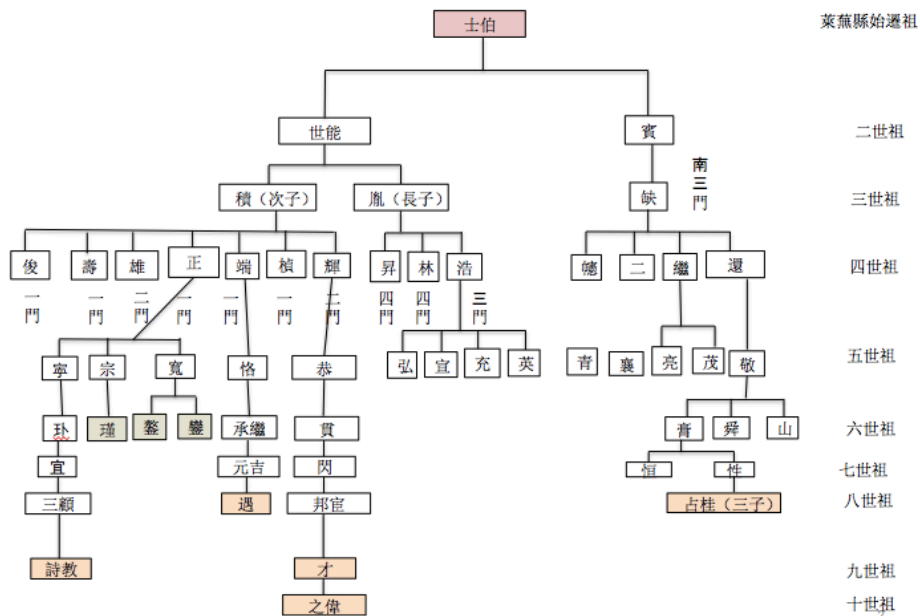 士伯 萊蕪縣始遷祖
世能 賓 二世祖
南三門
積（次子） 胤（長子） 缺 三世祖
俊 壽 雄 正 端 楨 輝 昇 林 浩 二 繼 還 四世祖
一門 一門 二門 一門 一門 一門 二門 四門 四門 三門
寧 宗 寬 恪 恭 弘 宣 充 英 青 襄 亮 茂 敬 五世祖
卦 瑾 鏊 鑾 承繼 貫 膏 舜 山 六世祖
宜 元吉 閃 恒 性 七世祖
三顧 遇 邦宦 占桂（三子） 八世祖
詩教 才 九世祖
之偉 十世祖